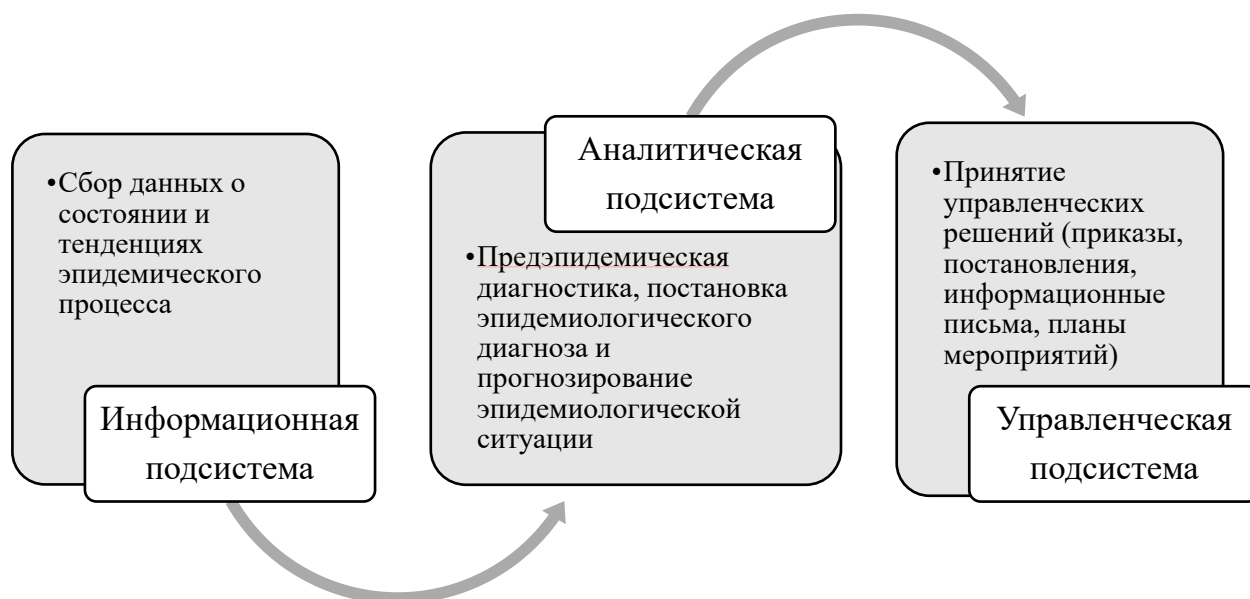 •Сбор данных о
состоянии и
тенденциях
эпидемического
процесса
Информационная
подсистема
Аналитическая
подсистема
•Предэпидемическая
диагностика, постановка
эпидемиологического
диагноза и
прогнозирование
эпидемиологической
ситуации
•Принятие
управленческих
решений (приказы,
постановления,
информационные
письма, планы
мероприятий)
Управленческая
подсистема